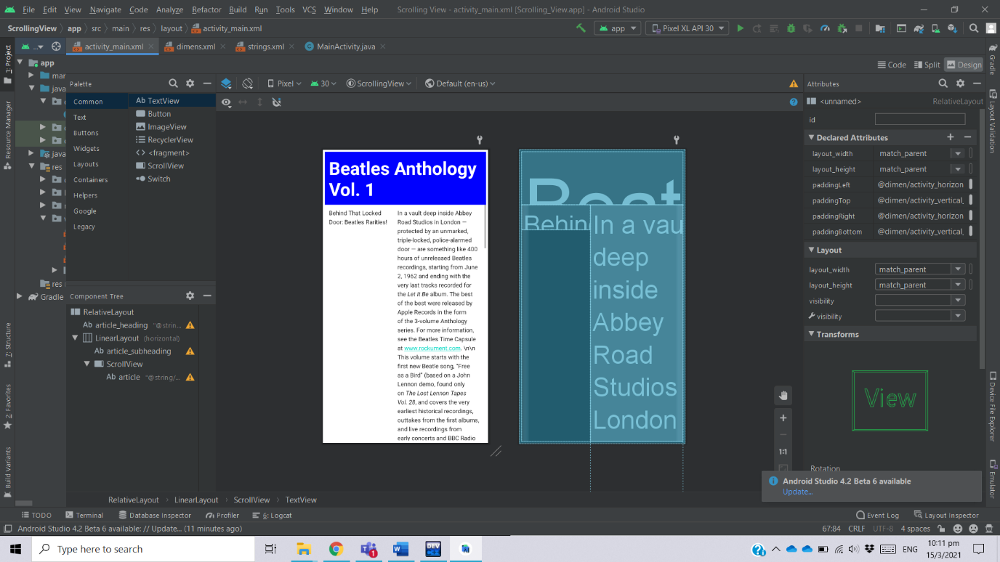 File Edit View Navigate Code Analyze Refactor Build Run Tools VCS Window Help Scrolling View - activity_main.xml [Scrolling_View.app] - Android Studio
ScrollingView app src main res layout activity_main.xml app Pixel XL API 30
activity_main.xml dimens.xml strings.xml MainActivity.java
1: Project
Resource Manager
7: Structure
2: Favorites
Build Variants
app
java
java
res
res
Gradle
Code Split Design
Palette
Common
Text
Buttons
Widgets
Layouts
Containers
Helpers
Google
Legacy
Ab TextView
Button
ImageView
RecyclerView
<fragment>
ScrollView
Switch
Component Tree
RelativeLayout
Ab article_heading "@strin...
LinearLayout (horizontal)
Ab article_subheading
ScrollView
Ab article "@string/...
Pixel 30 ScrollingView Default (en-us)
Beatles Anthology
Vol. 1
Behind That Locked
Door: Beatles Rarities!
In a vault deep inside Abbey
Road Studios in London —
protected by an unmarked,
triple-locked, police-alarmed
door — are something like 400
hours of unreleased Beatles
recordings, starting from June
2, 1962 and ending with the
very last tracks recorded for
the Let It Be album. The best
of the best were released by
Apple Records in the form
of the 3-volume Anthology
series. For more information,
see the Beatles Time Capsule
at www.rockument.com. \n\n
This volume starts with the
first new Beatle song, "Free
as a Bird" (based on a John
Lennon demo, found only
on The Lost Lennon Tapes
Vol. 28, and covers the very
earliest historical recordings,
outtakes from the first albums,
and live recordings from
early concerts and BBC Radio
Beat
Behin
In a vau
deep
inside
Abbey
Road
Studios
London
1:1
Attributes
<unnamed> RelativeLayout
id
Declared Attributes
layout_width match_parent
layout_height match_parent
paddingLeft @dimen/activity_horizon
paddingTop @dimen/activity_vertical_
paddingRight @dimen/activity_horizon
paddingBottom @dimen/activity_vertical_
Layout
layout_width match_parent
layout_height match_parent
visibility
visibility
Transforms
View
Rotation
Gradle
Layout Validation
Device File Explorer
Emulator
Android Studio 4.2 Beta 6 available
Update...
RelativeLayout LinearLayout ScrollView TextView
TODO Terminal Database Inspector Profiler 6: Logcat Event Log Layout Inspector
Android Studio 4.2 Beta 6 available: // Update... (11 minutes ago) 67:84 CRLF UTF-8 4 spaces
Type here to search
1
DEV
ENG
10:11 pm
15/3/2021